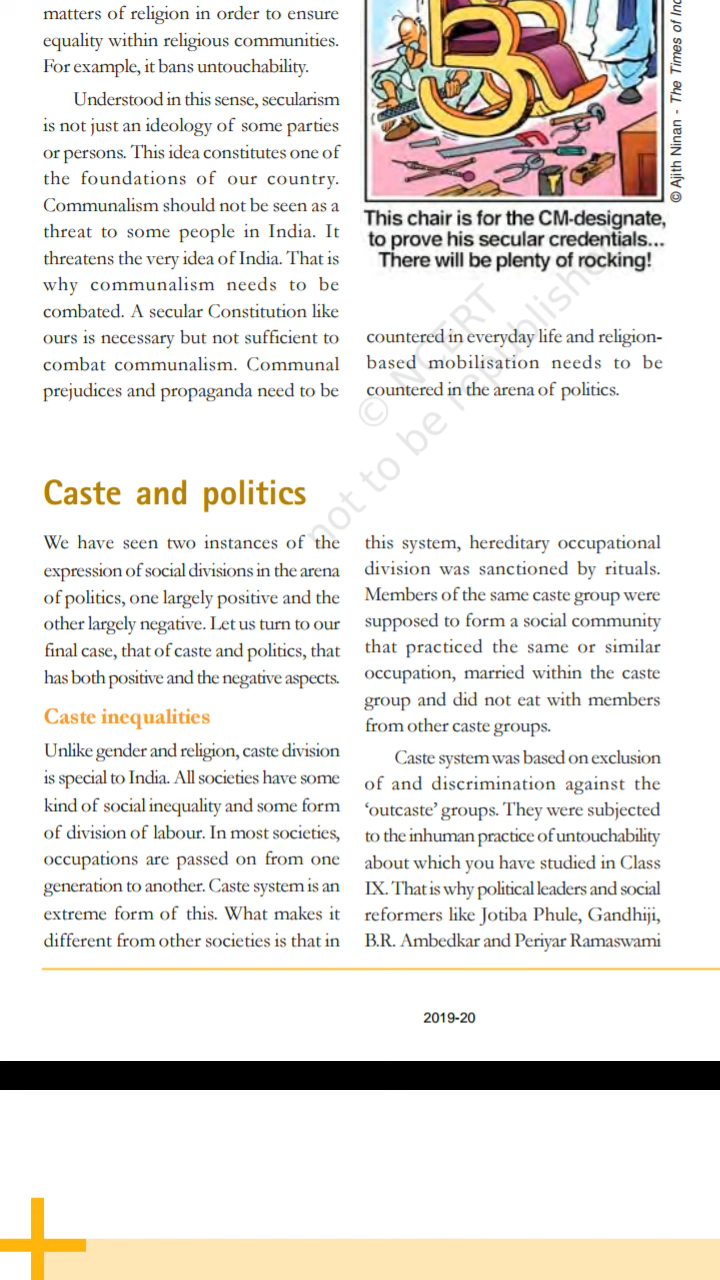 matters of religion in order to ensure
equality within religious communities.
For example, it bans untouchability.
Understood in this sense, secularism
is not just an ideology of some parties
or persons. This idea constitutes one of
the foundations of our country.
Communalism should not be seen as a
threat to some people in India. It
threatens the very idea of India. That is
why communalism needs to be
combated. A secular Constitution like
ours is necessary but not sufficient to
combat communalism. Communal
prejudices and propaganda need to be
© Ajith Ninan - The Times of
This chair is for the CM-designate,
to prove his secular credentials...
There will be plenty of rocking!
countered in everyday life and religion-
based mobilisation needs to be
countered in the arena of politics.
© NCERT
not to be republished
Caste and politics
We have seen two instances of the
expression of social divisions in the arena
of politics, one largely positive and the
other largely negative. Let us turn to our
final case, that of caste and politics, that
has both positive and the negative aspects.
Caste inequalities
Unlike gender and religion, caste division
is special to India. All societies have some
kind of social inequality and some form
of division of labour. In most societies,
occupations are passed on from one
generation to another. Caste system is an
extreme form of this. What makes it
different from other societies is that in
this system, hereditary occupational
division was sanctioned by rituals.
Members of the same caste group were
supposed to form a social community
that practiced the same or similar
occupation, married within the caste
group and did not eat with members
from other caste groups.
Caste system was based on exclusion
of and discrimination against the
‘outcaste’ groups. They were subjected
to the inhuman practice of untouchability
about which you have studied in Class
IX. That is why political leaders and social
reformers like Jotiba Phule, Gandhiji,
B.R. Ambedkar and Periyar Ramaswami
2019-20